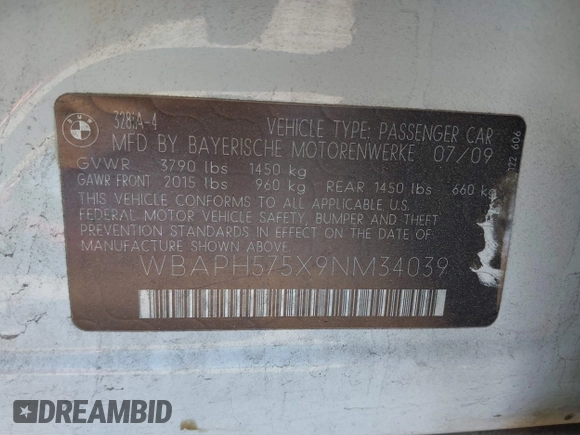 BMW
328iA-4
VEHICLE TYPE: PASSENGER CAR
MFD BY BAYERISCHE MOTORENWERKE 07/09
GVWR 3790 lbs 1450 kg
GAWR FRONT 2015 lbs 960 kg REAR 1450 lbs 660 kg
THIS VEHICLE CONFORMS TO ALL APPLICABLE U.S.
FEDERAL MOTOR VEHICLE SAFETY, BUMPER AND THEFT
PREVENTION STANDARDS IN EFFECT ON THE DATE OF
MANUFACTURE SHOWN ABOVE.
WBAPH575X9NM34039
606
DREAMBID